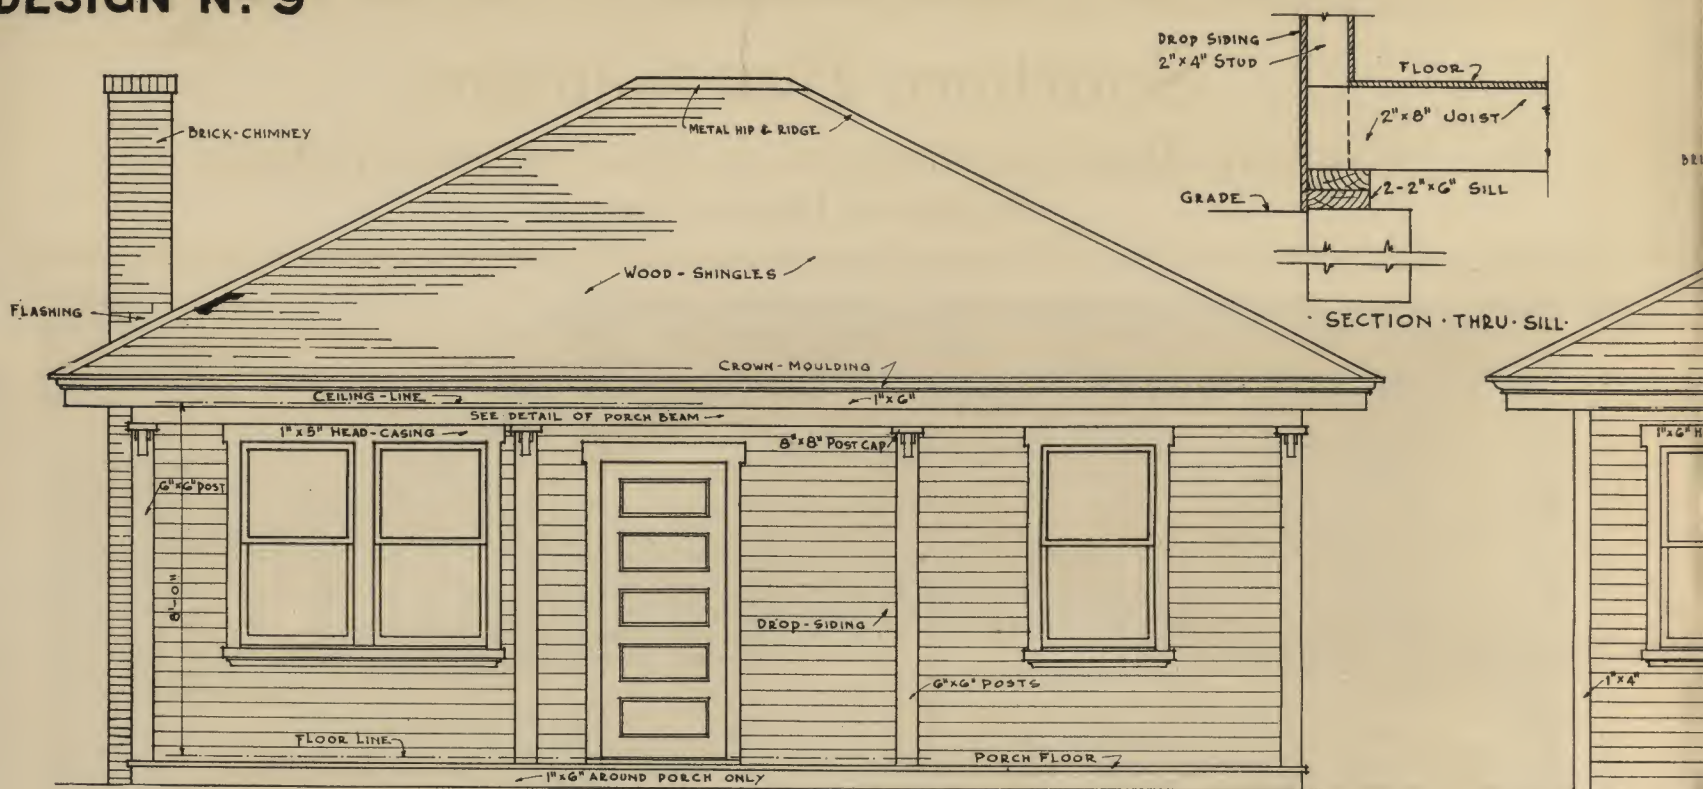 DESIGN N. 9
DROP SIDING
2"x4" STUD
FLOOR
2"x8" JOIST
2-2"x6" SILL
GRADE
· SECTION · THRU · SILL ·
BRICK-CHIMNEY
METAL HIP & RIDGE
WOOD - SHINGLES
FLASHING
CROWN - MOULDING
CEILING - LINE
1"x6"
SEE DETAIL OF PORCH BEAM
1"x5" HEAD-CASING
8"x8" POST CAP
6"x6" POST
8'-0"
DROP-SIDING
6"x6" POSTS
FLOOR LINE
PORCH FLOOR
1"x6" AROUND PORCH ONLY
1"x6"
1"x4"